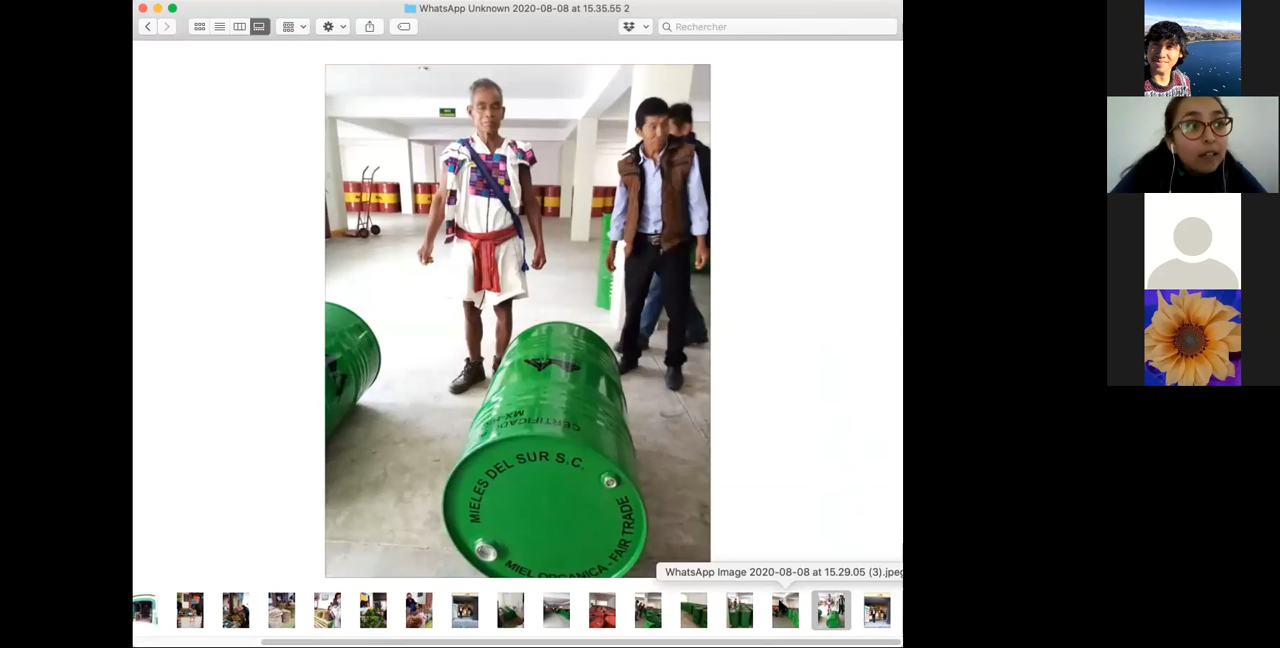 WhatsApp Unknown 2020-08-08 at 15.35.55 2
Rechercher
CERTIFICADO
MIELES DEL SUR S.C.
MIEL ORGANICA - FAIR TRADE
WhatsApp Image 2020-08-08 at 15.29.05 (3).jpeg